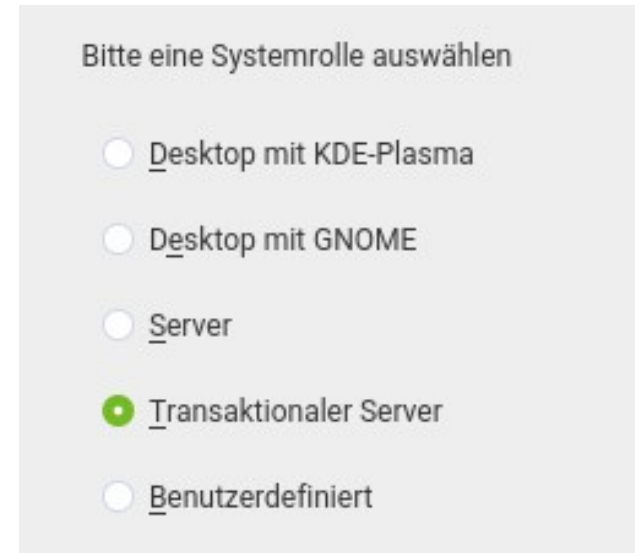 Bitte eine Systemrolle auswählen
Desktop mit KDE-Plasma
Desktop mit GNOME
Server
Transaktionaler Server
Benutzerdefiniert